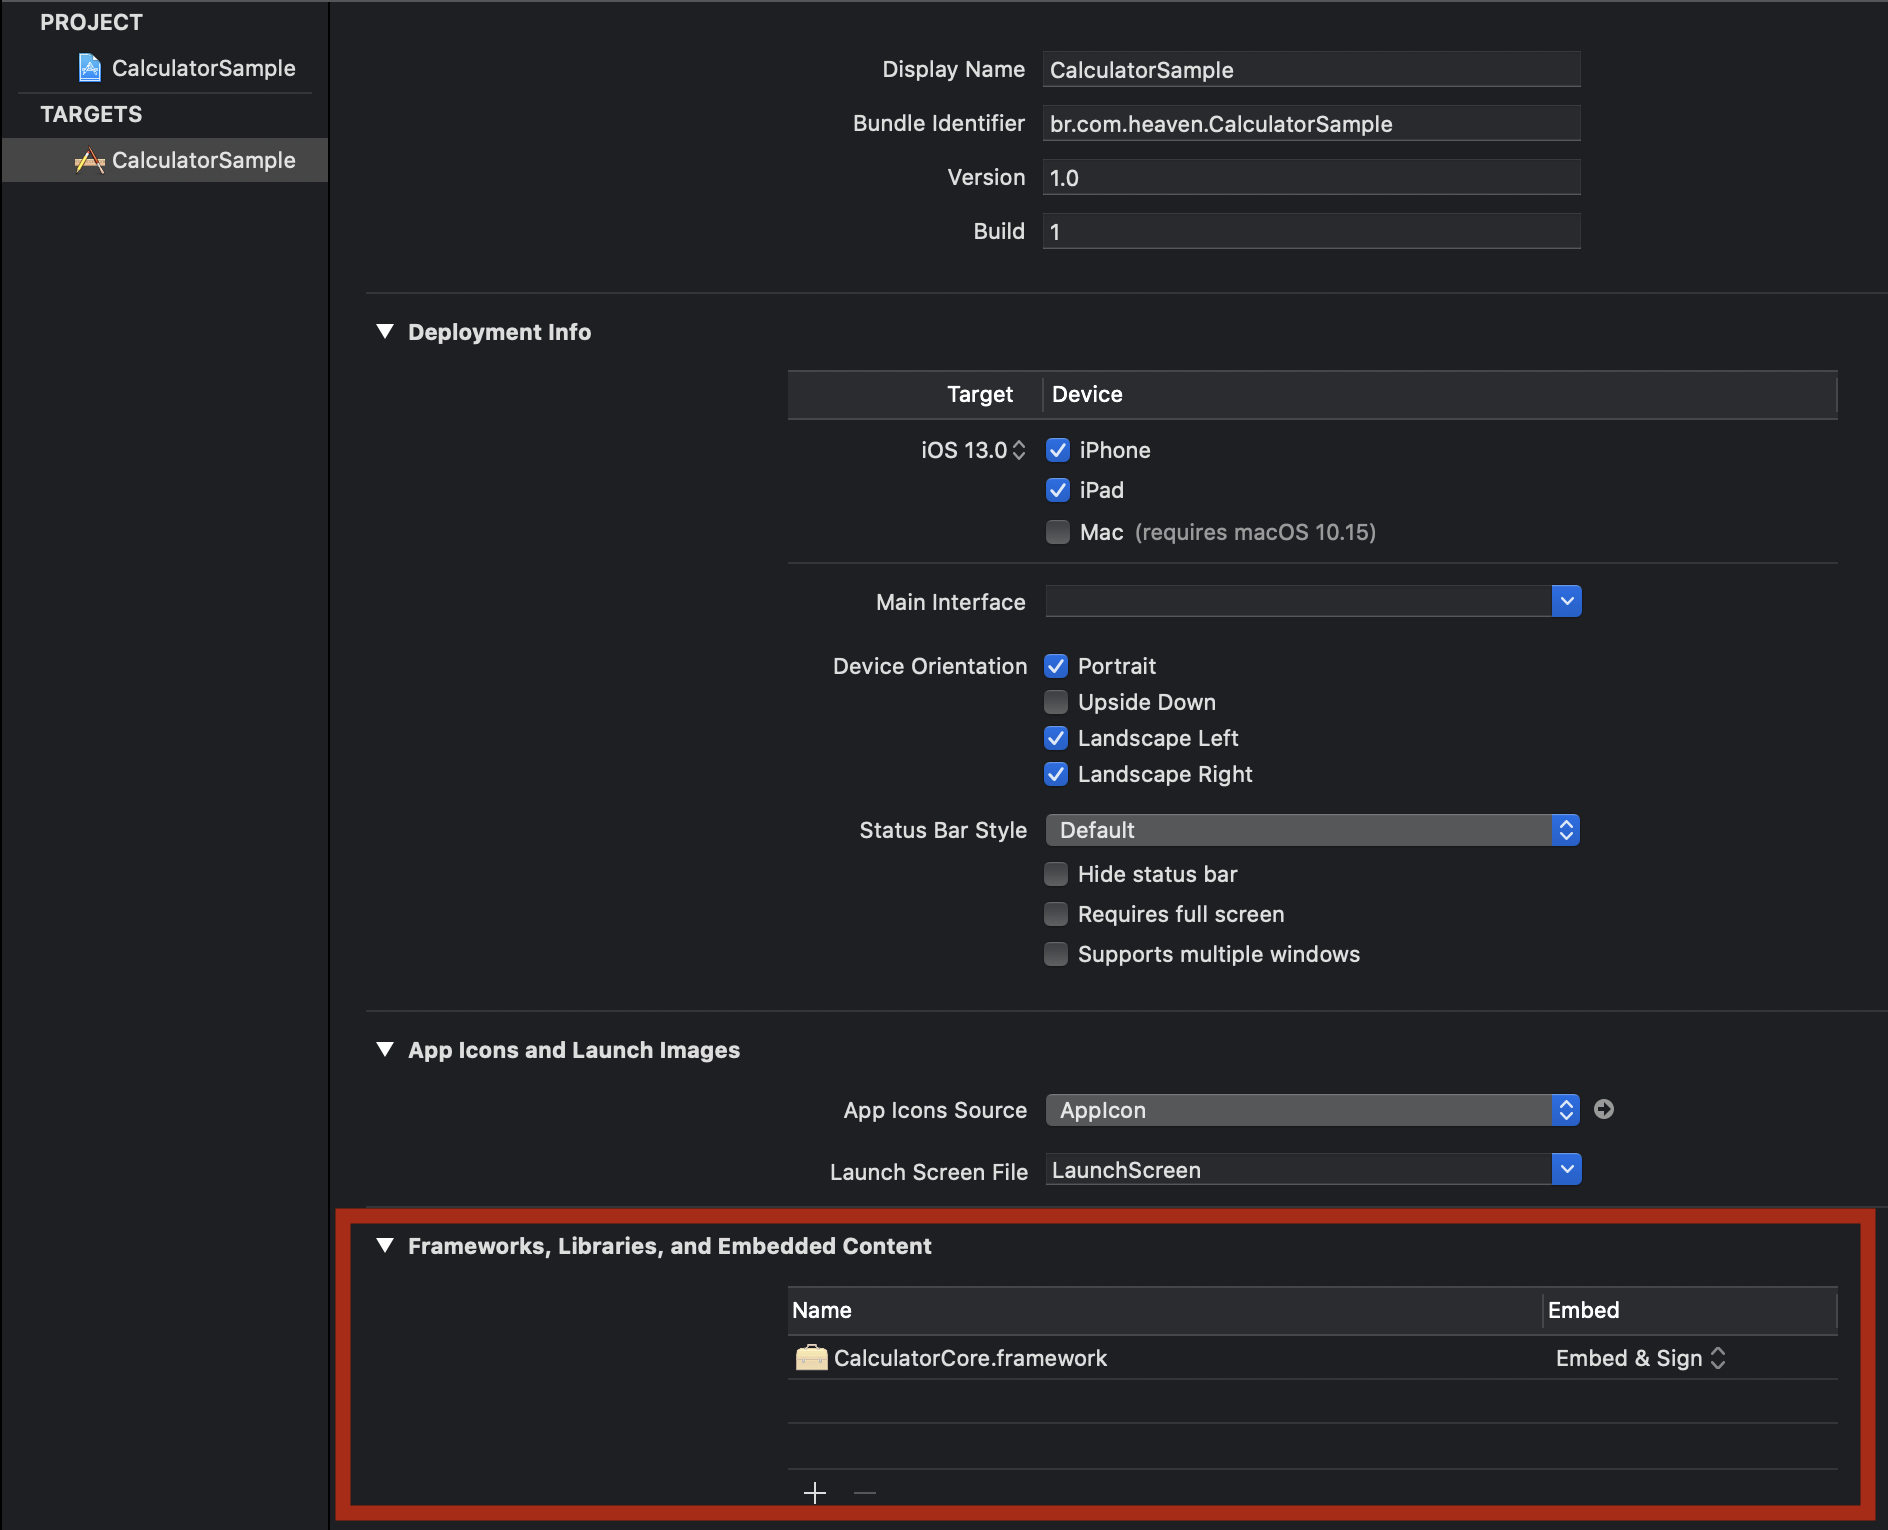 PROJECT
CalculatorSample
TARGETS
CalculatorSample
Display Name CalculatorSample
Bundle Identifier br.com.heaven.CalculatorSample
Version 1.0
Build 1
Deployment Info
Target Device
iOS 13.0 iPhone
iPad
Mac (requires macOS 10.15)
Main Interface
Device Orientation Portrait
Upside Down
Landscape Left
Landscape Right
Status Bar Style Default
Hide status bar
Requires full screen
Supports multiple windows
App Icons and Launch Images
App Icons Source AppIcon
Launch Screen File LaunchScreen
Frameworks, Libraries, and Embedded Content
Name Embed
CalculatorCore.framework Embed & Sign